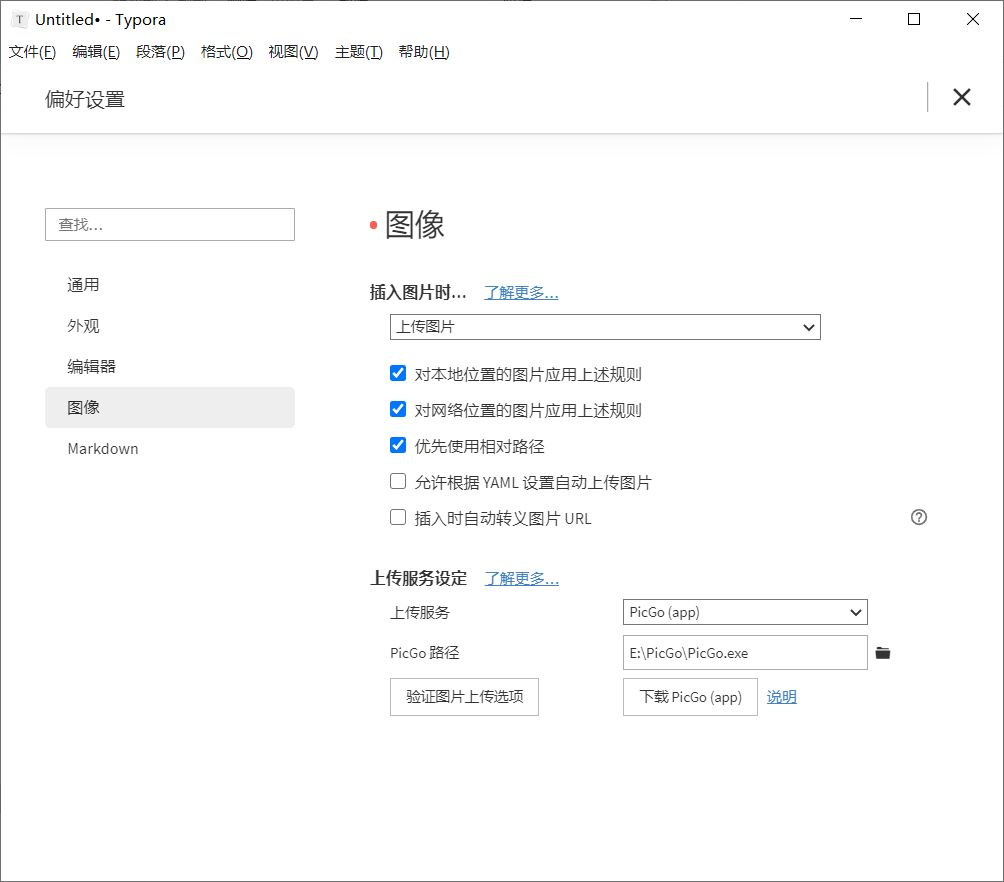 Untitled• - Typora
文件(F) 编辑(E) 段落(P) 格式(O) 视图(V) 主题(T) 帮助(H)
偏好设置
查找...
通用
外观
编辑器
图像
Markdown
图像
插入图片时... 了解更多...
上传图片
对本地位置的图片应用上述规则
对网络位置的图片应用上述规则
优先使用相对路径
允许根据 YAML 设置自动上传图片
插入时自动转义图片 URL
上传服务设定 了解更多...
上传服务 PicGo (app)
PicGo 路径 E:\PicGo\PicGo.exe
验证图片上传选项 下载 PicGo (app) 说明